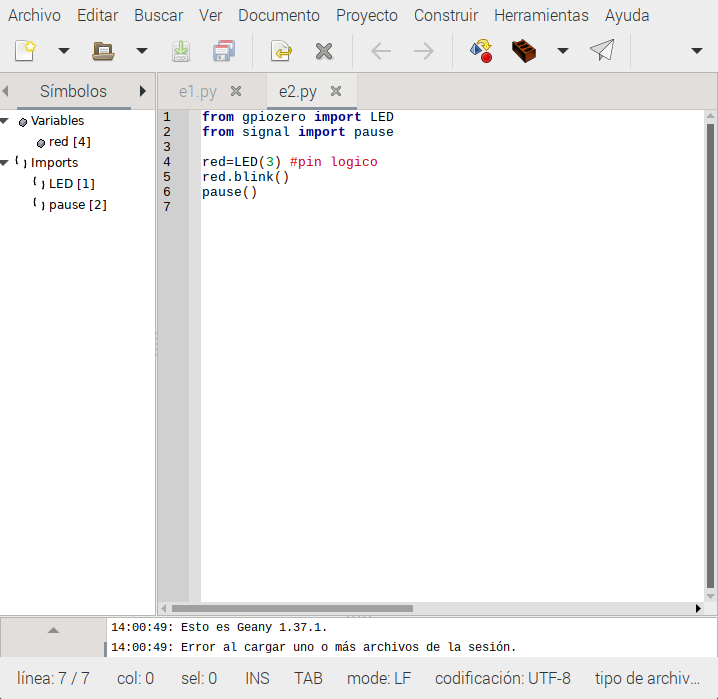 Archivo Editar Buscar Ver Documento Proyecto Construir Herramientas Ayuda
Símbolos
e1.py
e2.py
Variables
red [4]
Imports
LED [1]
pause [2]
1 from gpiozero import LED
2 from signal import pause
3
4 red=LED(3) #pin logico
5 red.blink()
6 pause()
7
14:00:49: Esto es Geany 1.37.1.
14:00:49: Error al cargar uno o más archivos de la sesión.
línea: 7 / 7 col: 0 sel: 0 INS TAB mode: LF codificación: UTF-8 tipo de archiv...